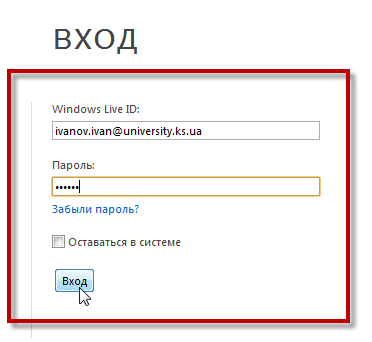 ВХОД
Windows Live ID:
ivanov.ivan@university.ks.ua
Пароль:
••••••
Забыли пароль?
Оставаться в системе
Вход